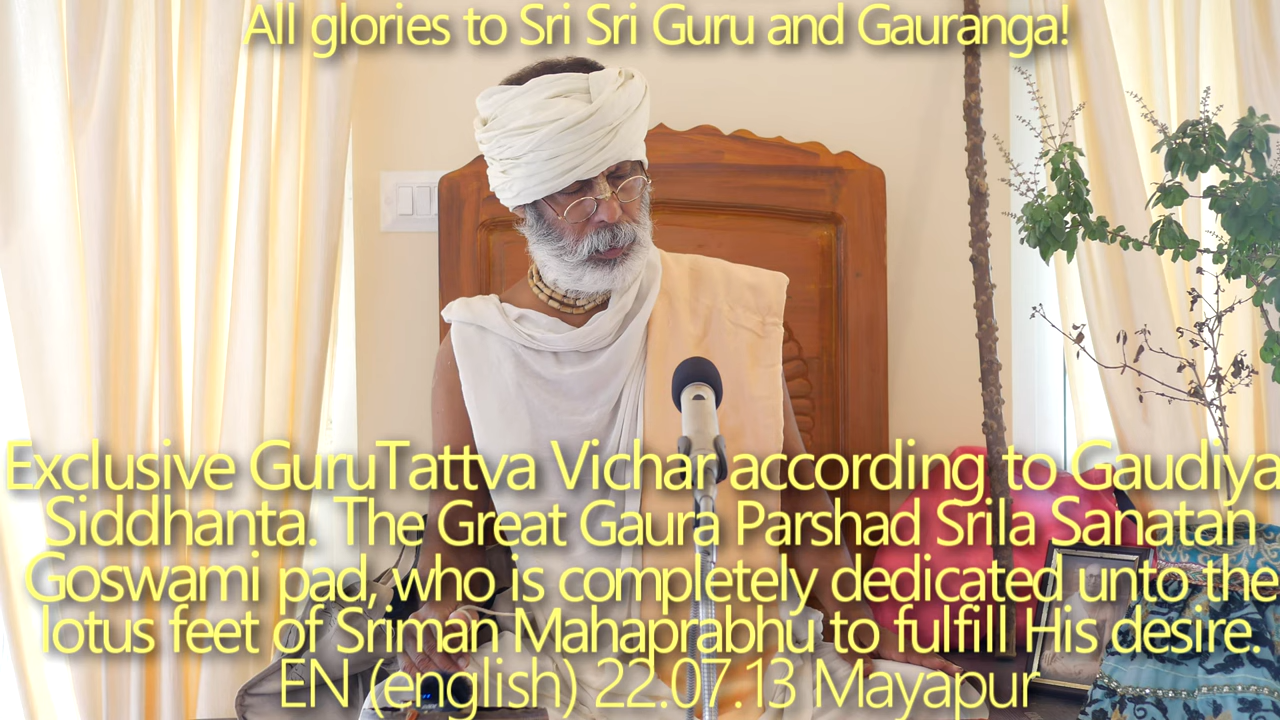 All glories to Sri Sri Guru and Gauranga!
Exclusive GuruTattva Vichar according to Gaudiya
Siddhanta. The Great Gaura Parshad Srila Sanatan
Goswami pad, who is completely dedicated unto the
lotus feet of Sriman Mahaprabhu to fulfill His desire.
EN (english) 22.07.13 Mayapur